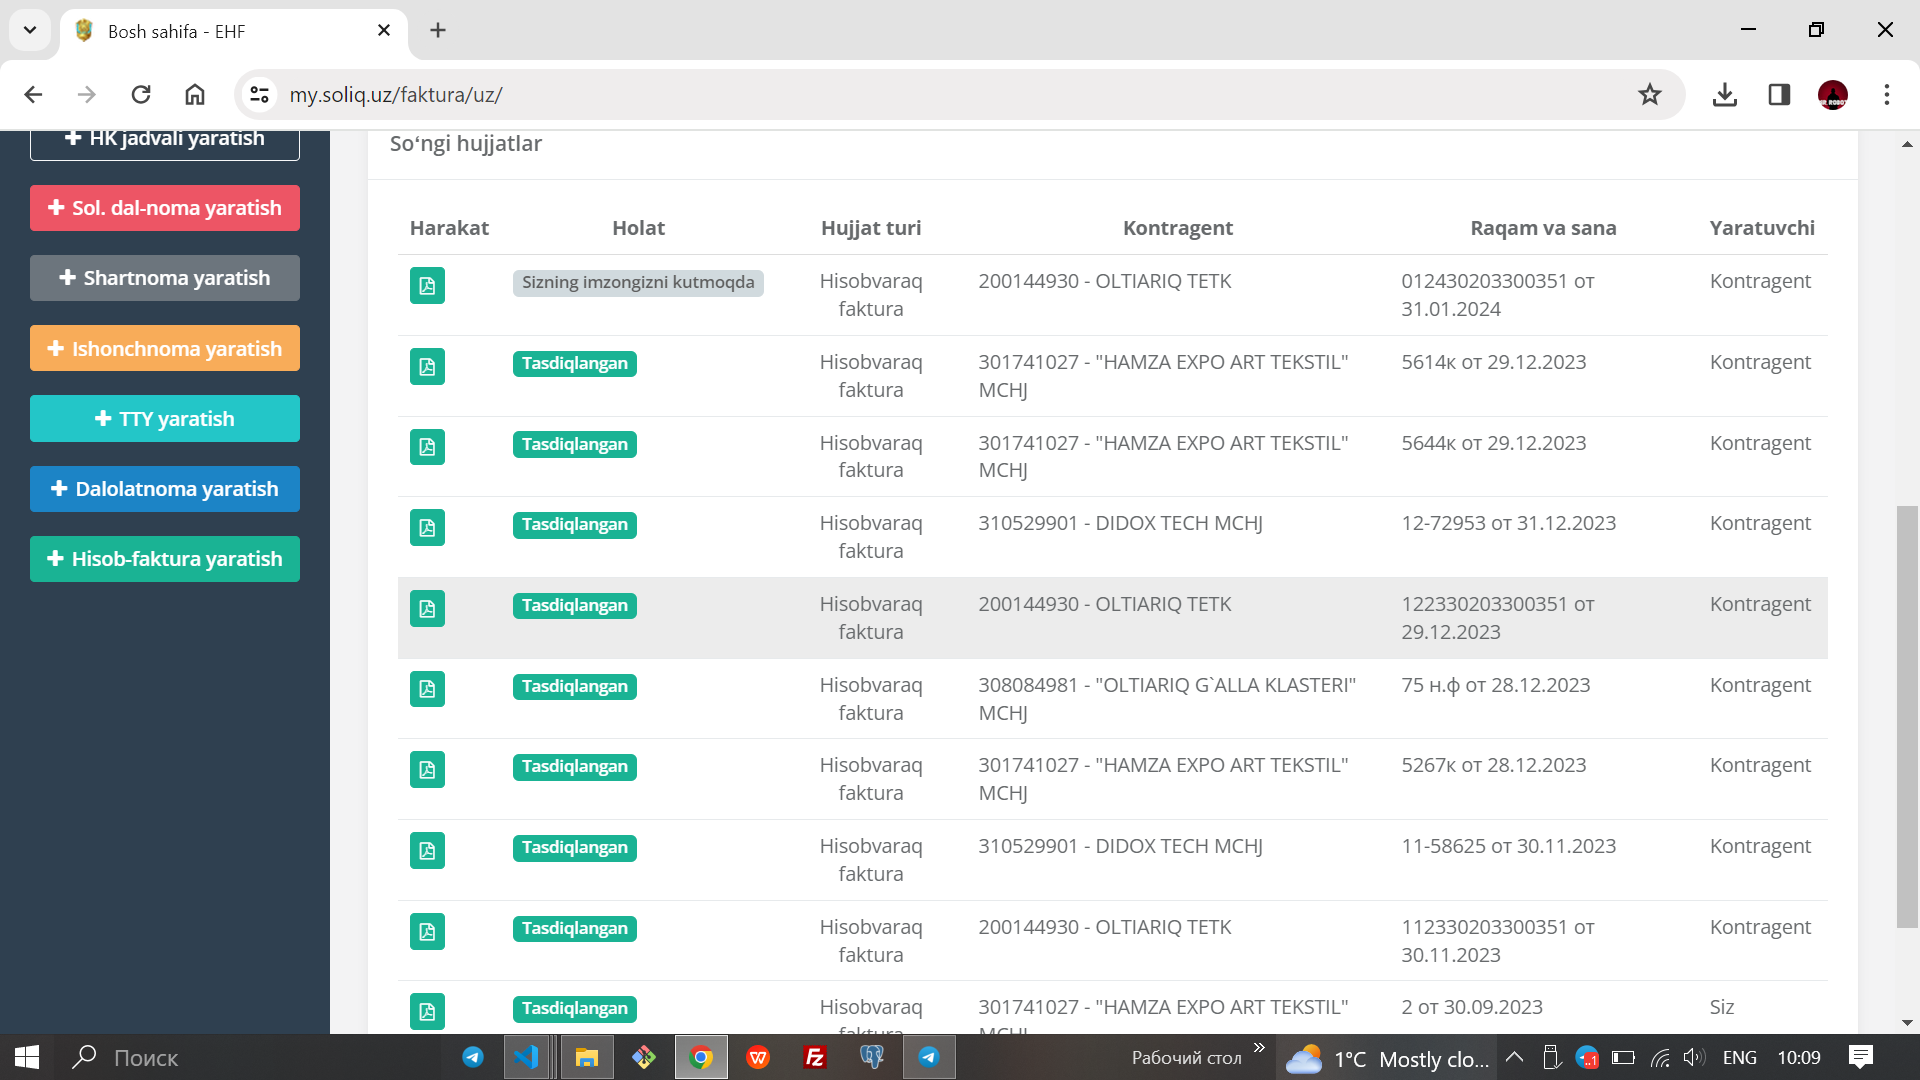 Bosh sahifa - EHF
my.soliq.uz/faktura/uz/
HK jadvali yaratish
Sol. dal-noma yaratish
Shartnoma yaratish
Ishonchnoma yaratish
TTY yaratish
Dalolatnoma yaratish
Hisob-faktura yaratish
Soʻngi hujjatlar
Harakat Holat Hujjat turi Kontragent Raqam va sana Yaratuvchi
Sizning imzongizni kutmoqda Hisobvaraq 200144930 - OLTIARIQ TETK 012430203300351 от Kontragent
faktura 31.01.2024
Tasdiqlangan Hisobvaraq 301741027 - "HAMZA EXPO ART TEKSTIL" 5614к от 29.12.2023 Kontragent
faktura MCHJ
Tasdiqlangan Hisobvaraq 301741027 - "HAMZA EXPO ART TEKSTIL" 5644к от 29.12.2023 Kontragent
faktura MCHJ
Tasdiqlangan Hisobvaraq 310529901 - DIDOX TECH MCHJ 12-72953 от 31.12.2023 Kontragent
faktura
Tasdiqlangan Hisobvaraq 200144930 - OLTIARIQ TETK 122330203300351 от Kontragent
faktura 29.12.2023
Tasdiqlangan Hisobvaraq 308084981 - "OLTIARIQ G`ALLA KLASTERI" 75 н.ф от 28.12.2023 Kontragent
faktura MCHJ
Tasdiqlangan Hisobvaraq 301741027 - "HAMZA EXPO ART TEKSTIL" 5267к от 28.12.2023 Kontragent
faktura MCHJ
Tasdiqlangan Hisobvaraq 310529901 - DIDOX TECH MCHJ 11-58625 от 30.11.2023 Kontragent
faktura
Tasdiqlangan Hisobvaraq 200144930 - OLTIARIQ TETK 112330203300351 от Kontragent
faktura 30.11.2023
Tasdiqlangan Hisobvaraq 301741027 - "HAMZA EXPO ART TEKSTIL" 2 от 30.09.2023 Siz
faktura MCHJ
Поиск Рабочий стол 1°C Mostly clo... ENG 10:09